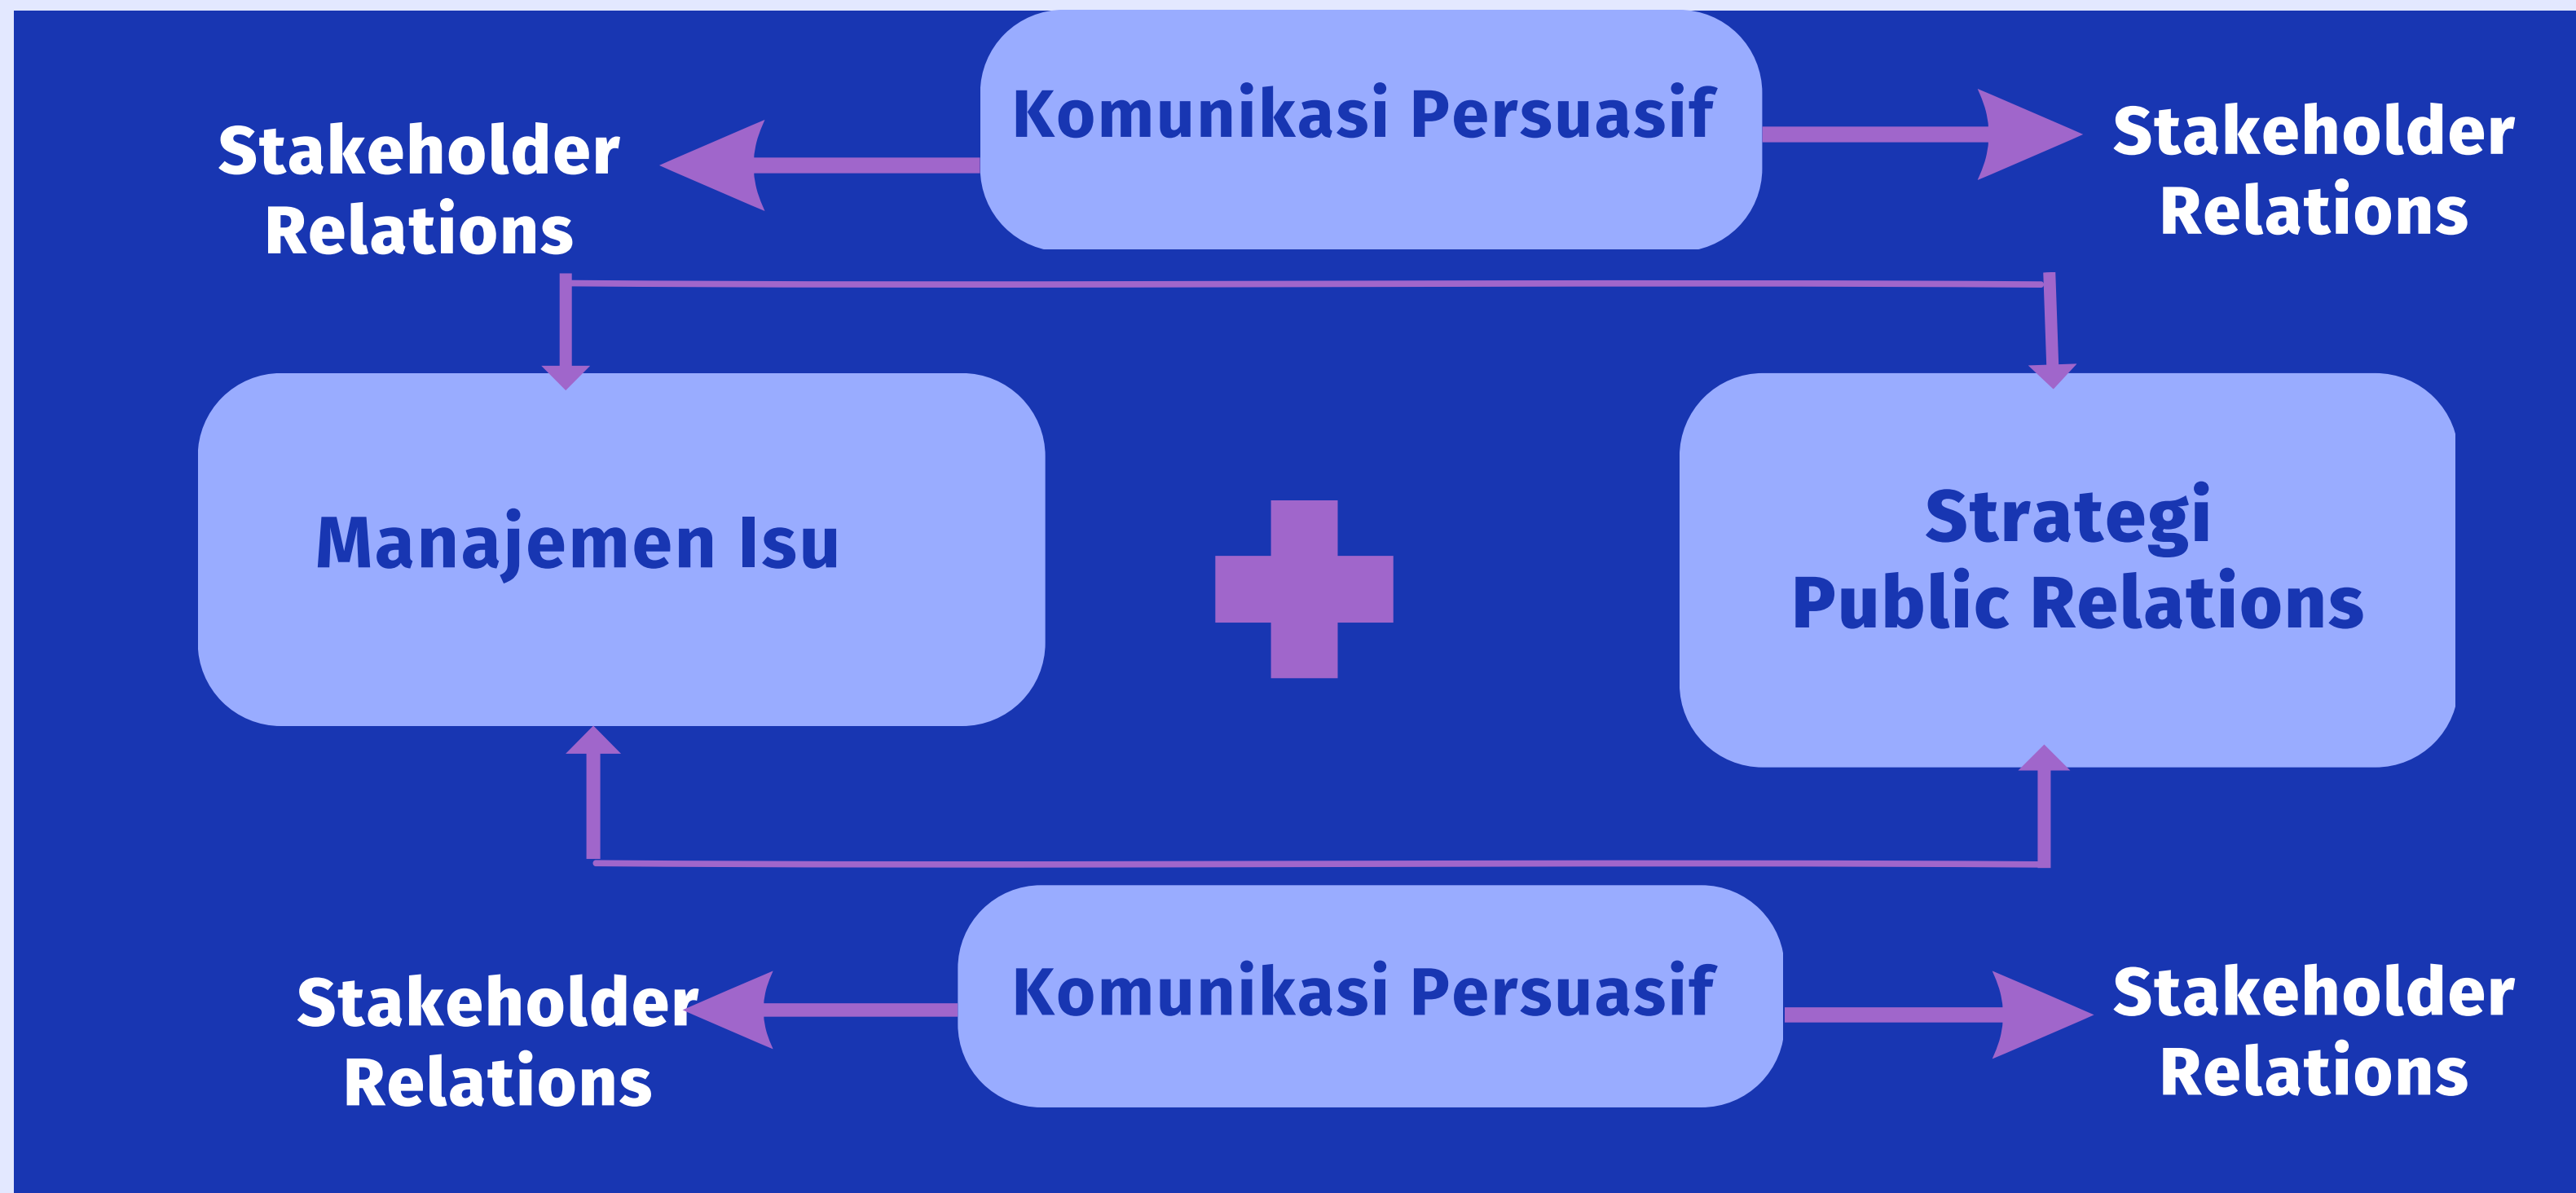 Komunikasi Persuasif
Stakeholder
Relations
Stakeholder
Relations
Manajemen Isu
Strategi
Public Relations
Komunikasi Persuasif
Stakeholder
Relations
Stakeholder
Relations